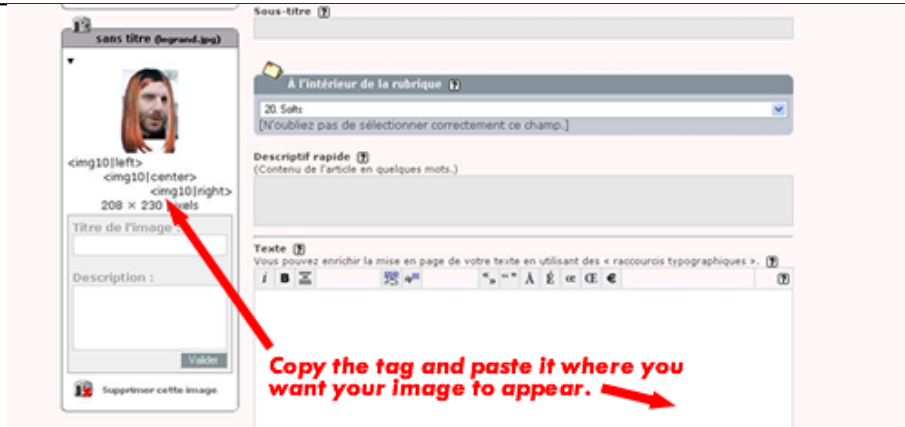 sans titre (legrand.jpg)
<img10|left>
<img10|center>
<img10|right>
208 × 230 pixels
Titre de l'image :
Description :
Valider
Supprimer cette image
Sous-titre
À l'intérieur de la rubrique
20. Softs
[N'oubliez pas de sélectionner correctement ce champ.]
Descriptif rapide
(Contenu de l'article en quelques mots.)
Texte
Vous pouvez enrichir la mise en page de votre texte en utilisant des « raccourcis typographiques ».
i B À É œ Œ €
Copy the tag and paste it where you
want your image to appear.